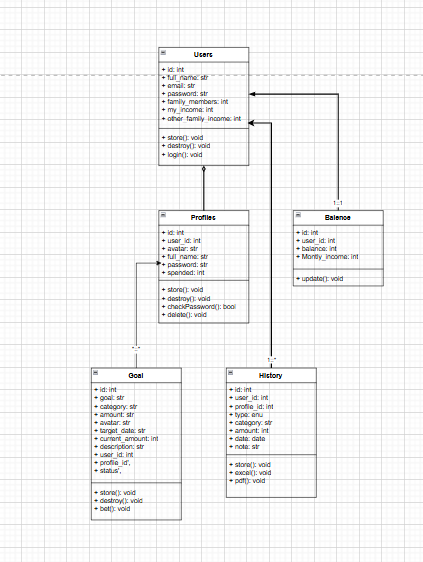 Users
+ id: int
+ full_name: str
+ email: str
+ password: str
+ family_members: int
+ my_income: int
+ other_family_income: int
+ store(): void
+ destroy(): void
+ login(): void
1..1
Profiles
+ id: int
+ user_id: int
+ avatar: str
+ full_name: str
+ password: str
+ spended: int
+ store(): void
+ destroy(): void
+ checkPassword(): bool
+ delete(): void
Balance
+ id: int
+ user_id: int
+ balance: int
+ Montly_income: int
+ update(): void
*..*
1..*
Goal
+ id: int
+ goal: str
+ category: str
+ amount: str
+ avatar: str
+ target_date: str
+ current_amount: int
+ description: str
+ user_id: int
+ profile_id',
+ status',
+ store(): void
+ destroy(): void
+ bet(): void
History
+ id: int
+ user_id: int
+ profile_id: int
+ type: enu
+ category: str
+ amount: int
+ date: date
+ note: str
+ store(): void
+ excel(): void
+ pdf(): void